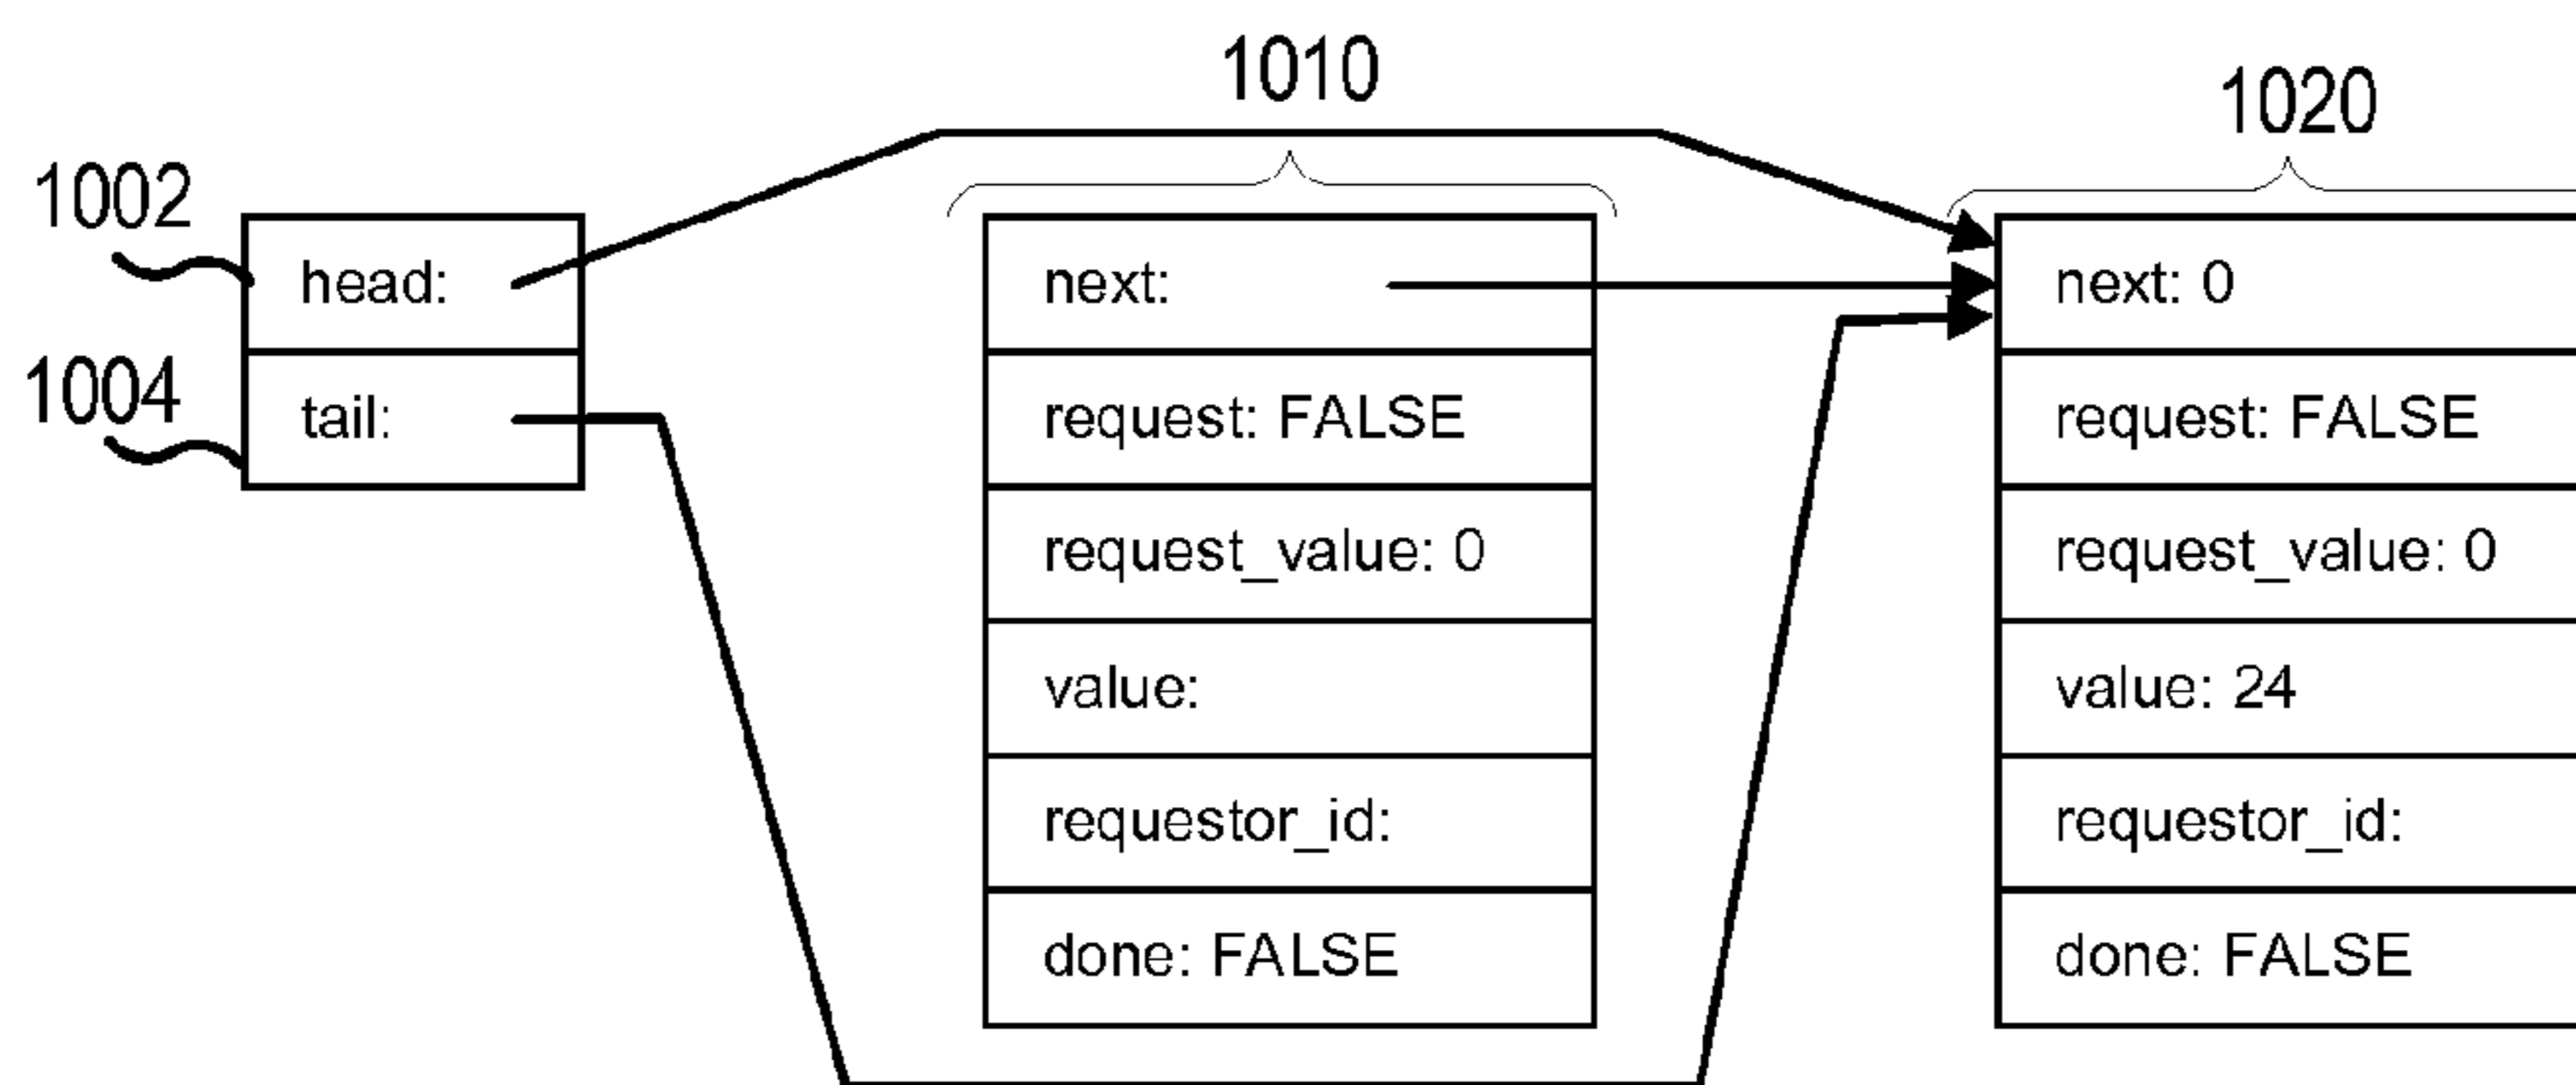 1010
1020
1002
head:
1004
tail:
next:
request: FALSE
request_value: 0
value:
requestor_id:
done: FALSE
next: 0
request: FALSE
request_value: 0
value: 24
requestor_id:
done: FALSE